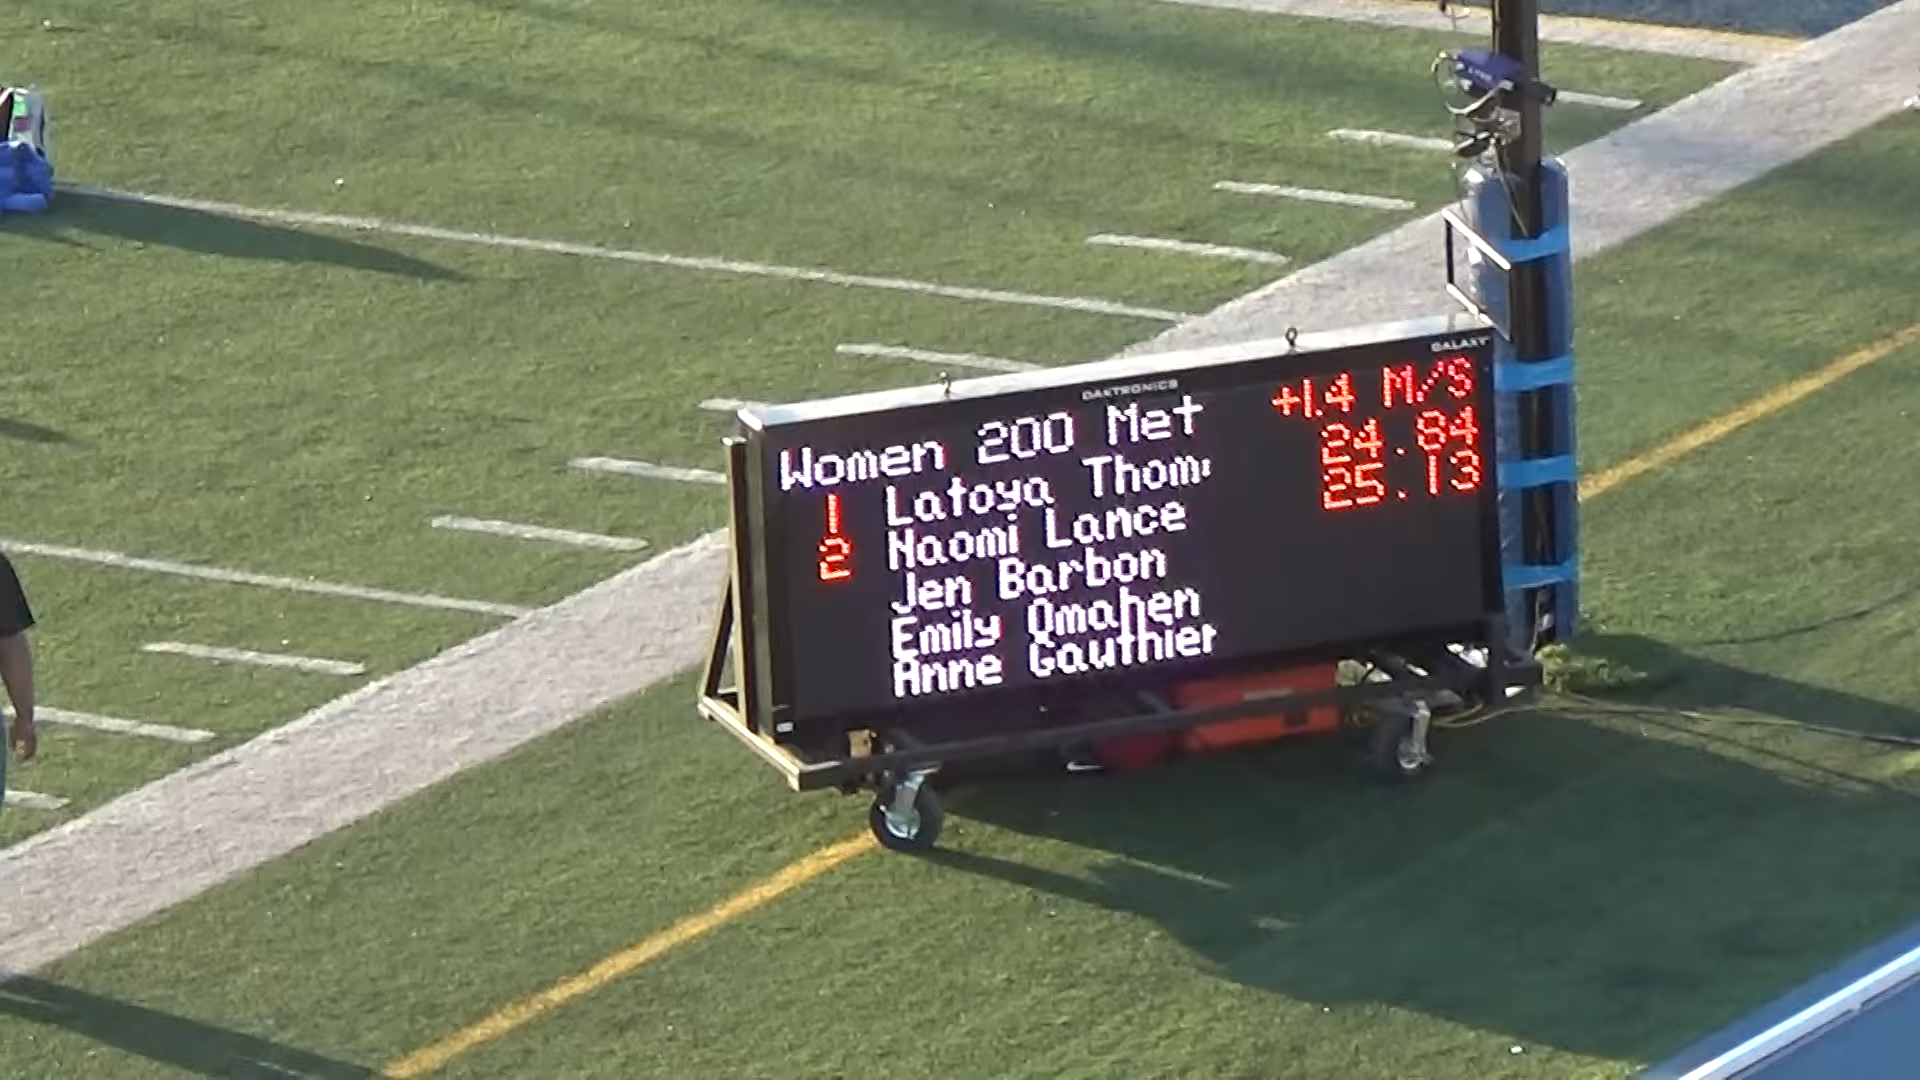 DAKTRONICS GALAXY
Women 200 Met +1.4 M/S
1 Latoya Thom 24.84
2 Naomi Lance 25.13
Jen Barbon
Emily Omahen
Anne Gauthier